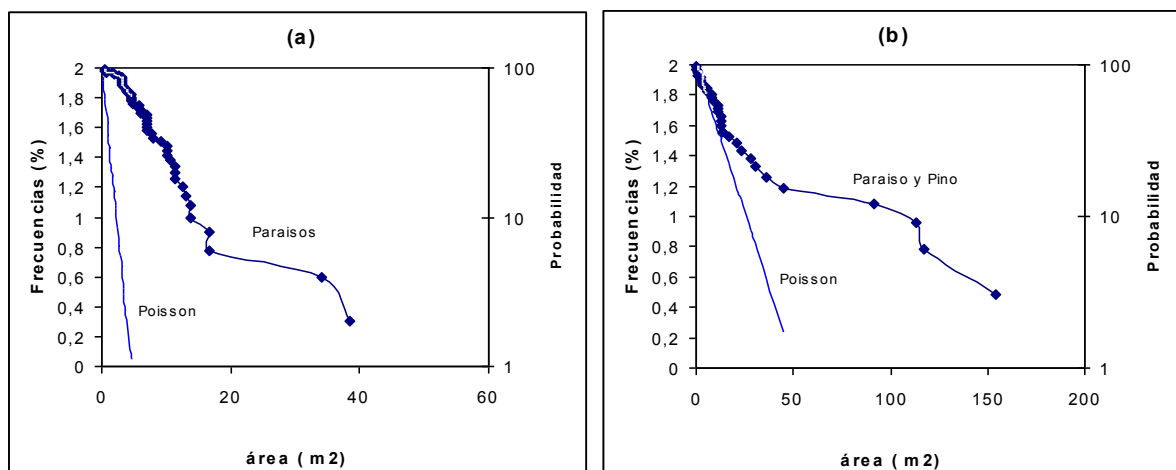 (a)
Frecuencias (%)
2
1,8
1,6
1,4
1,2
1
0,8
0,6
0,4
0,2
0
100
10
1
Probabilidad
Paraisos
Poisson
0 20 40 60
área ( m2)
(b)
Frecuencias (%)
2
1,8
1,6
1,4
1,2
1
0,8
0,6
0,4
0,2
0
100
10
1
Probabilidad
Paraiso y Pino
Poisson
0 50 100 150 200
área ( m2)